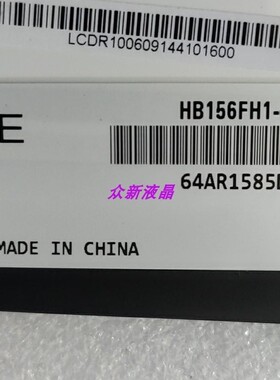 LCDR100609144101600
E
HB156FH1-
64AR1585
众新液晶
MADE IN CHINA